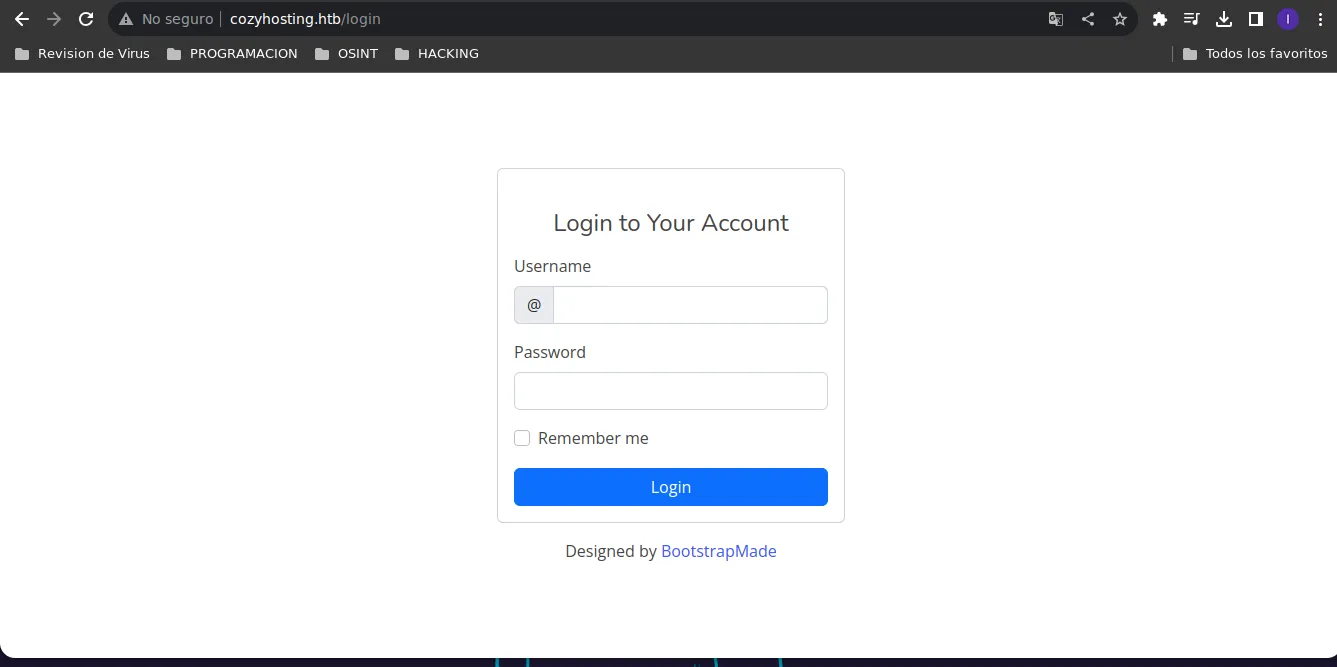 No seguro cozyhosting.htb/login I
Revision de Virus PROGRAMACION OSINT HACKING Todos los favoritos
Login to Your Account
Username
@
Password
Remember me
Login
Designed by BootstrapMade